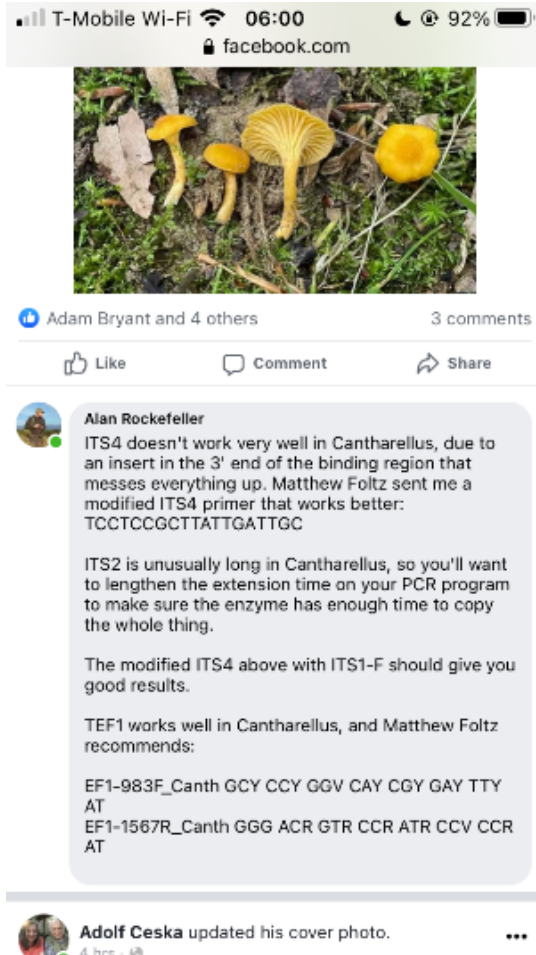 T-Mobile Wi-Fi 06:00 92%
facebook.com
Adam Bryant and 4 others 3 comments
Like Comment Share
Alan Rockefeller
ITS4 doesn't work very well in Cantharellus, due to
an insert in the 3' end of the binding region that
messes everything up. Matthew Foltz sent me a
modified ITS4 primer that works better:
TCCTCCGCTTATTGATTGC
ITS2 is unusually long in Cantharellus, so you'll want
to lengthen the extension time on your PCR program
to make sure the enzyme has enough time to copy
the whole thing.
The modified ITS4 above with ITS1-F should give you
good results.
TEF1 works well in Cantharellus, and Matthew Foltz
recommends:
EF1-983F_Canth GCY CCY GGV CAY CGY GAY TTY
AT
EF1-1567R_Canth GGG ACR GTR CCR ATR CCV CCR
AT
Adolf Ceska updated his cover photo.
4 hrs